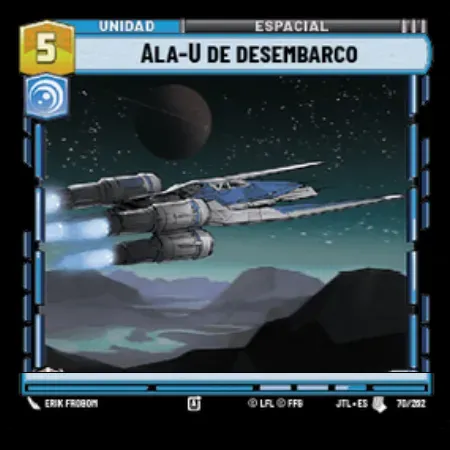 UNIDAD ESPACIAL
5 ALA-U DE DESEMBARCO
ERIK FROBOM Ⓒ LFL Ⓒ FFG JTL • ES 70/262